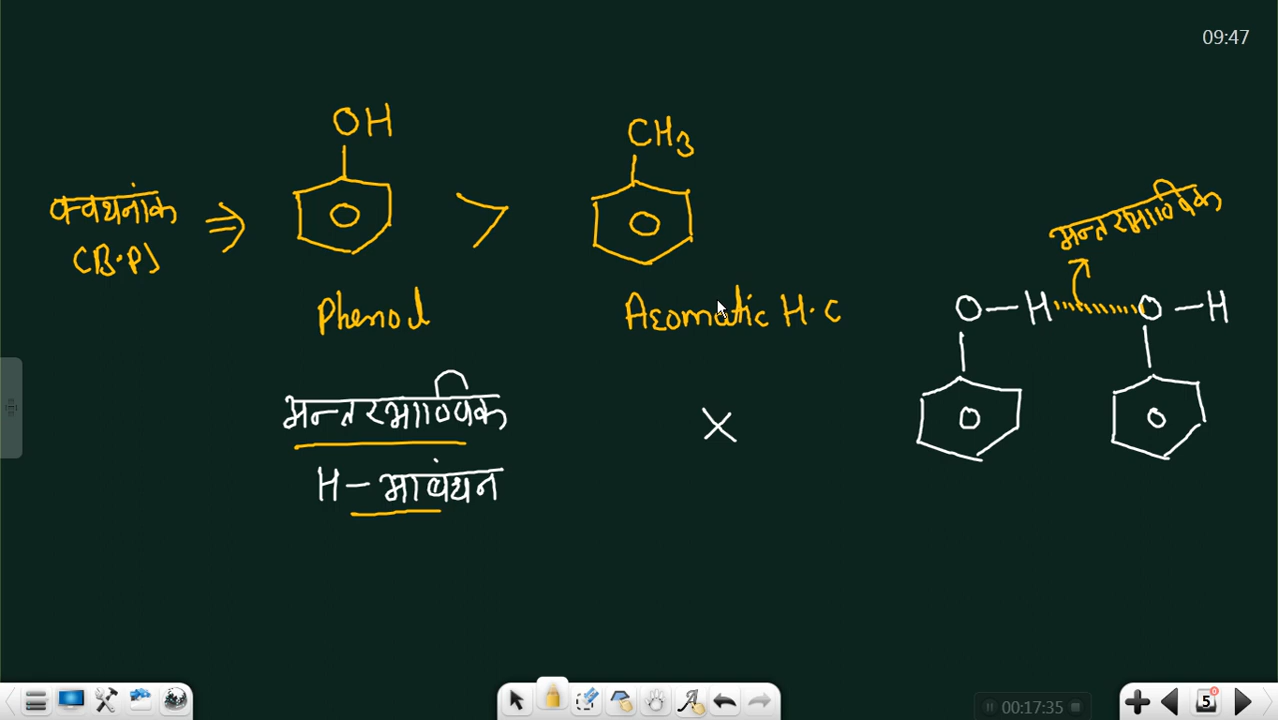 09:47
OH
CH3
क्वथनांक
(B.P)
⇒
>
Phenol
Aromatic H.C
अन्तरआण्विक
H-आबंधन
×
अन्तरआण्विक
O-H O-H
5
00:17:35